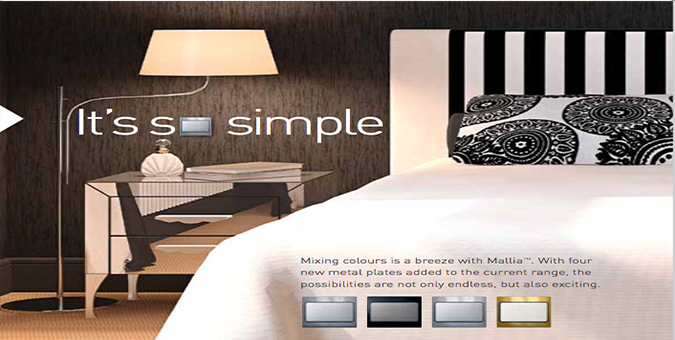 It's s simple
Mixing colours is a breeze with Mallia™. With four
new metal plates added to the current range, the
possibilities are not only endless, but also exciting.